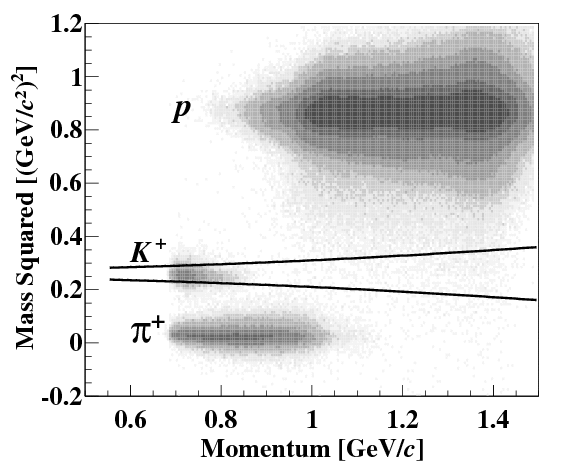 1.2
1
0.8
0.6
0.4
0.2
0
-0.2
Mass Squared [(GeV/c²)²]
p
K⁺
π⁺
0.6 0.8 1 1.2 1.4
Momentum [GeV/c]